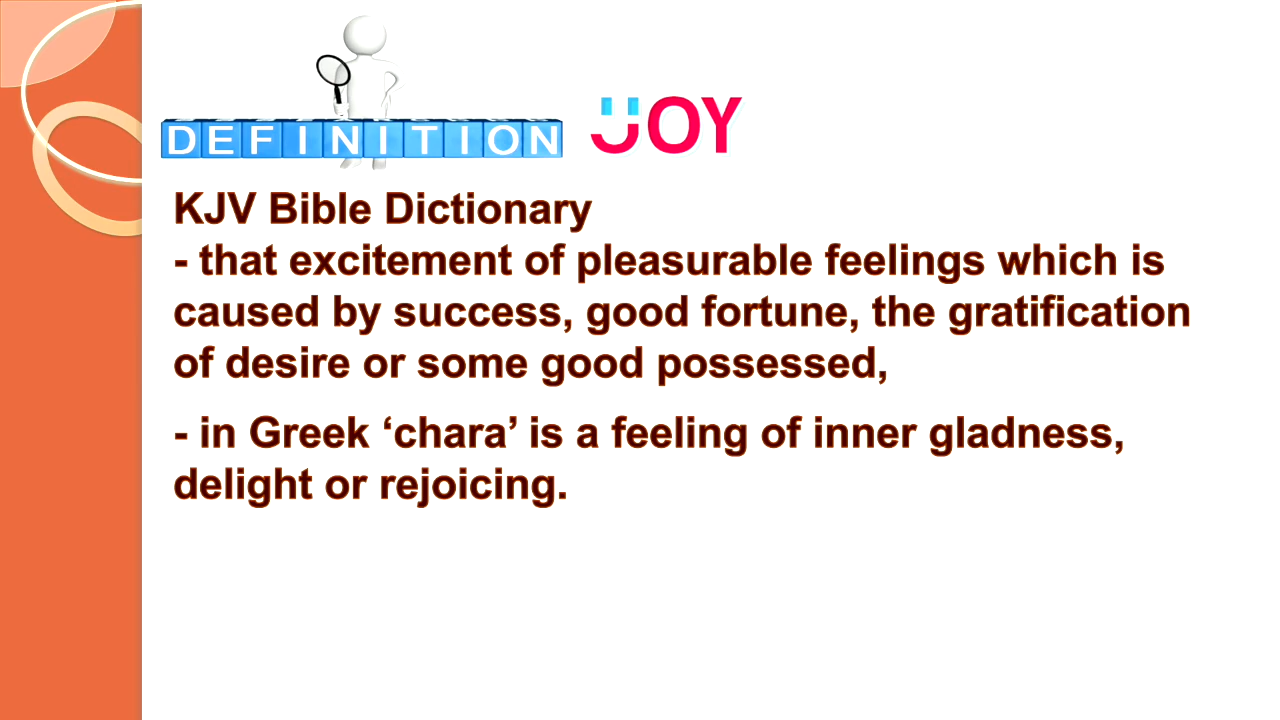 DEFINITION JOY
KJV Bible Dictionary
- that excitement of pleasurable feelings which is
caused by success, good fortune, the gratification
of desire or some good possessed,
- in Greek ‘chara’ is a feeling of inner gladness,
delight or rejoicing.